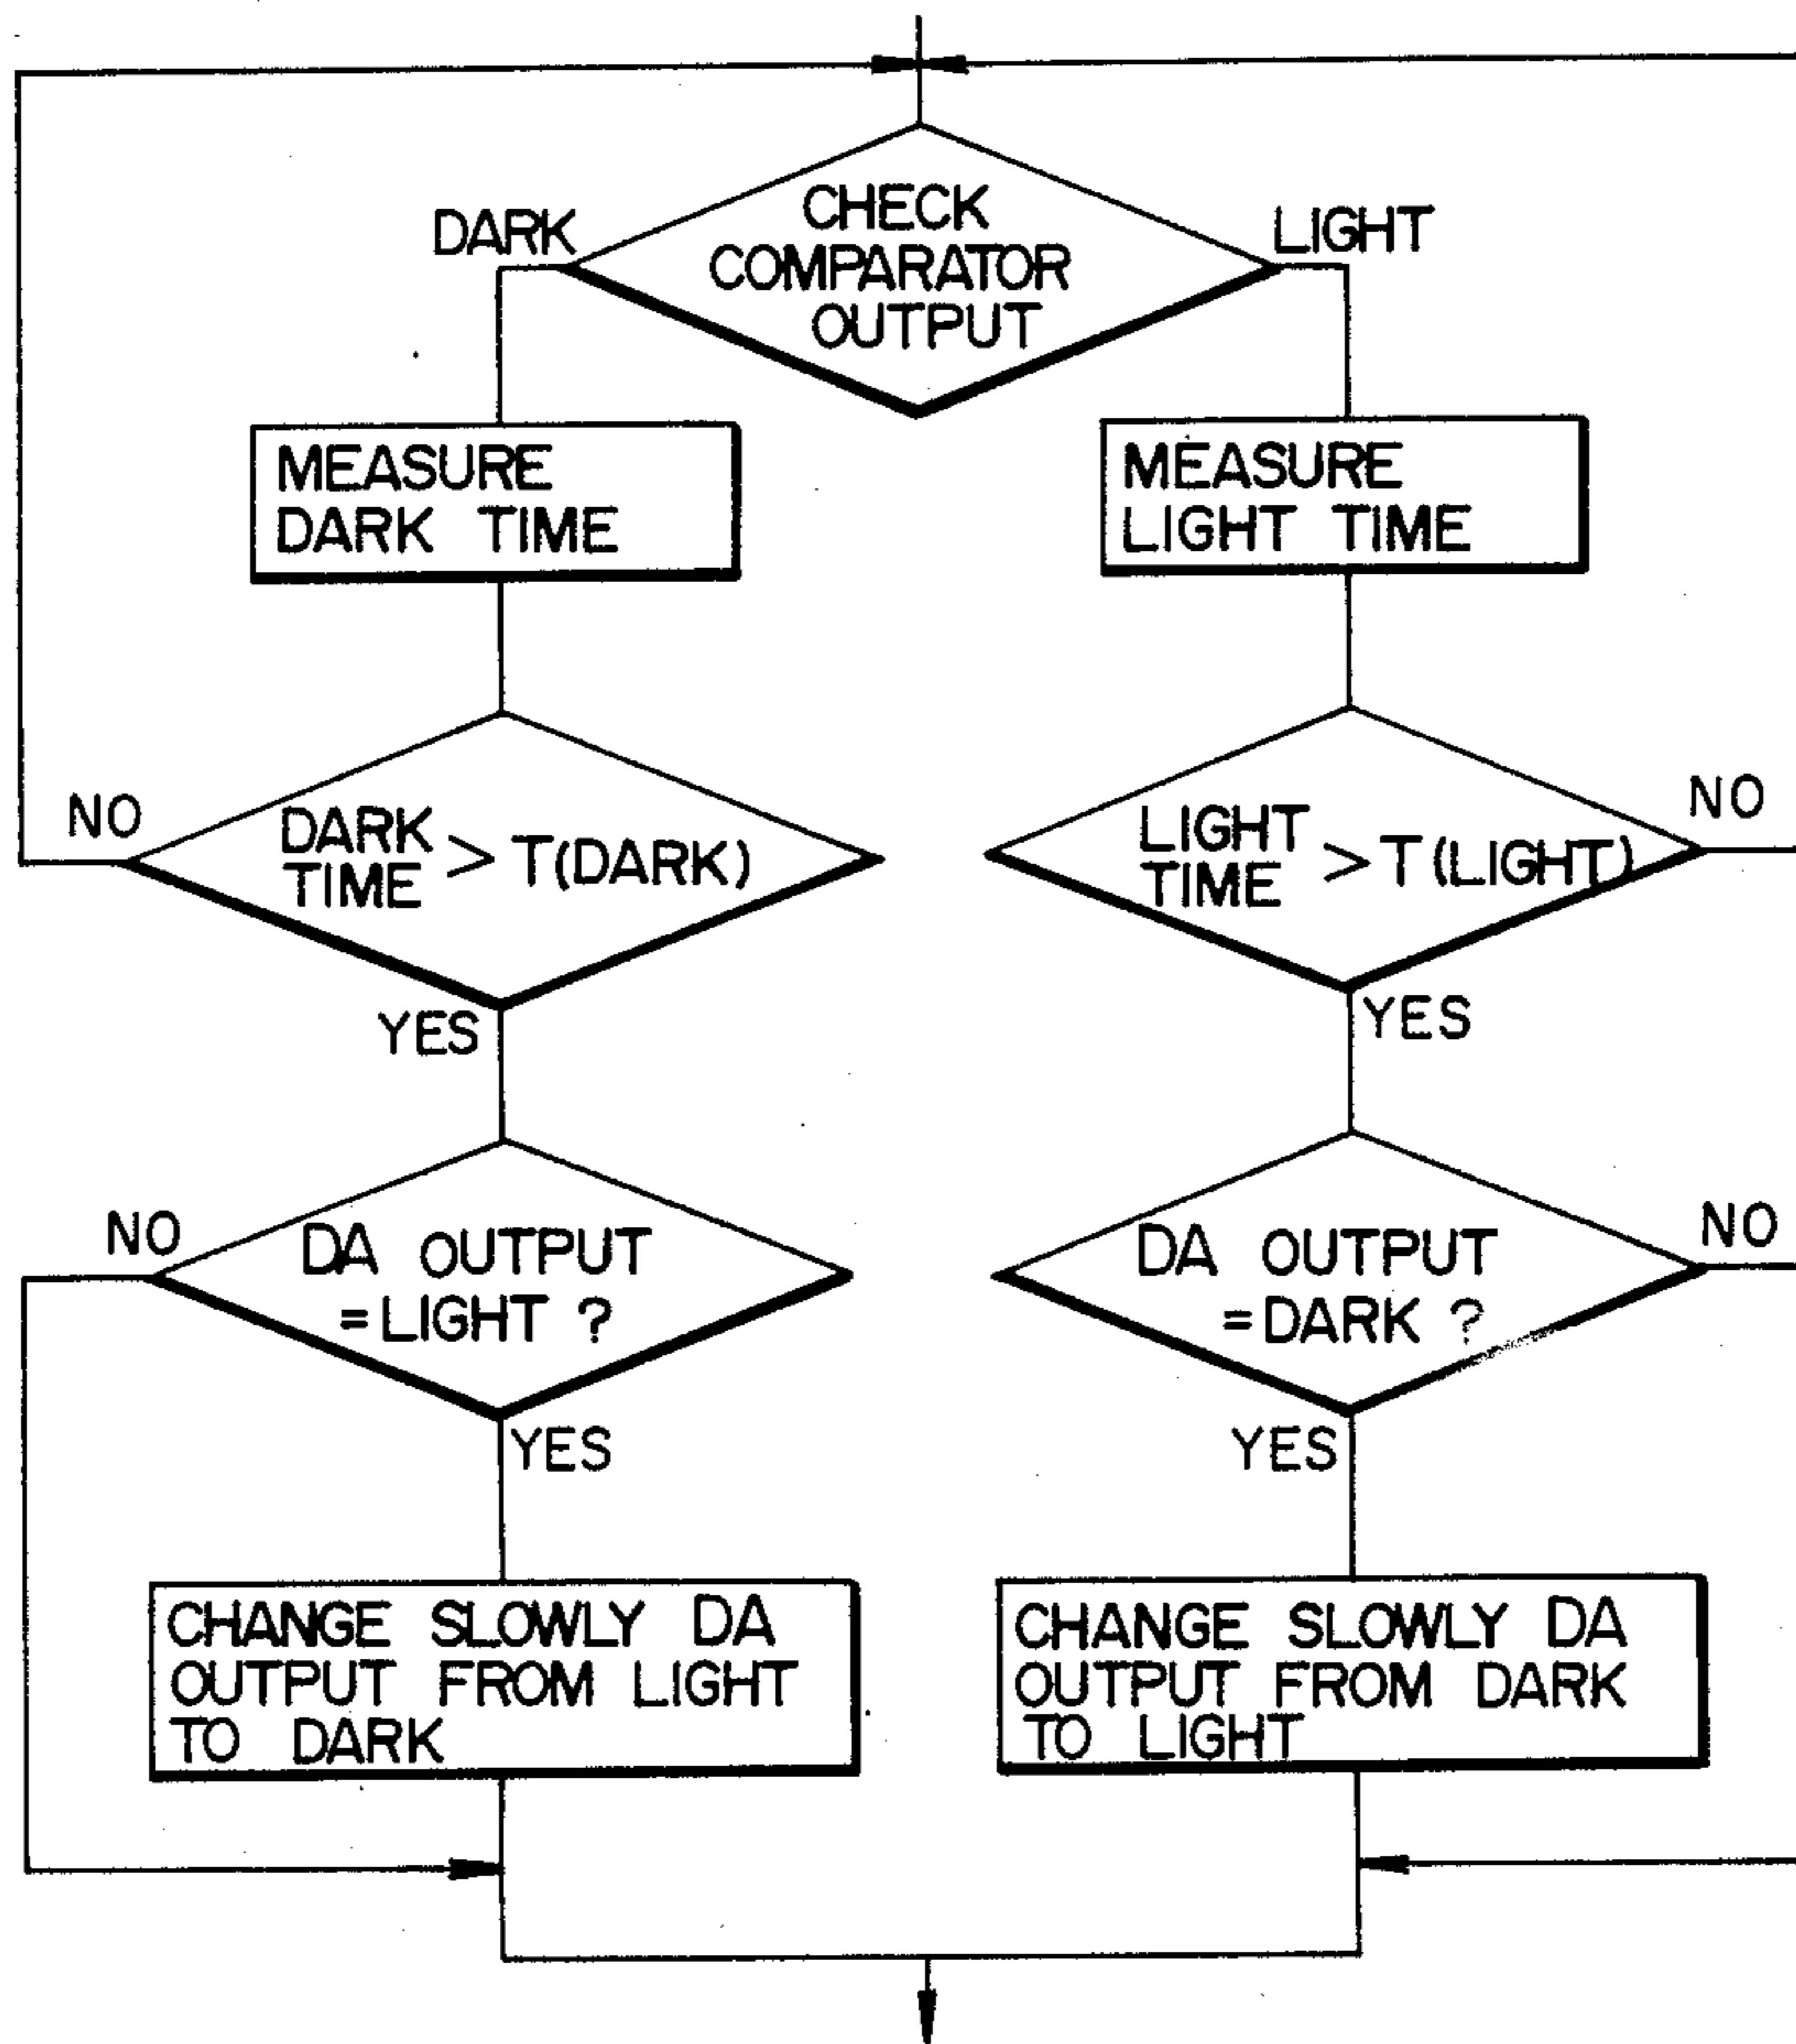 CHECK
COMPARATOR
OUTPUT
DARK
LIGHT
MEASURE
DARK TIME
MEASURE
LIGHT TIME
DARK
TIME > T(DARK)
NO
YES
LIGHT
TIME > T(LIGHT)
NO
YES
DA OUTPUT
=LIGHT ?
NO
YES
DA OUTPUT
=DARK ?
NO
YES
CHANGE SLOWLY DA
OUTPUT FROM LIGHT
TO DARK
CHANGE SLOWLY DA
OUTPUT FROM DARK
TO LIGHT